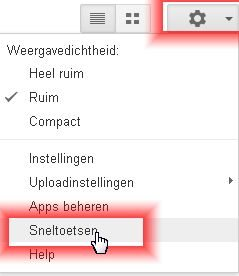 Weergavedichtheid:
Heel ruim
Ruim
Compact
Instellingen
Uploadinstellingen
Apps beheren
Sneltoetsen
Help